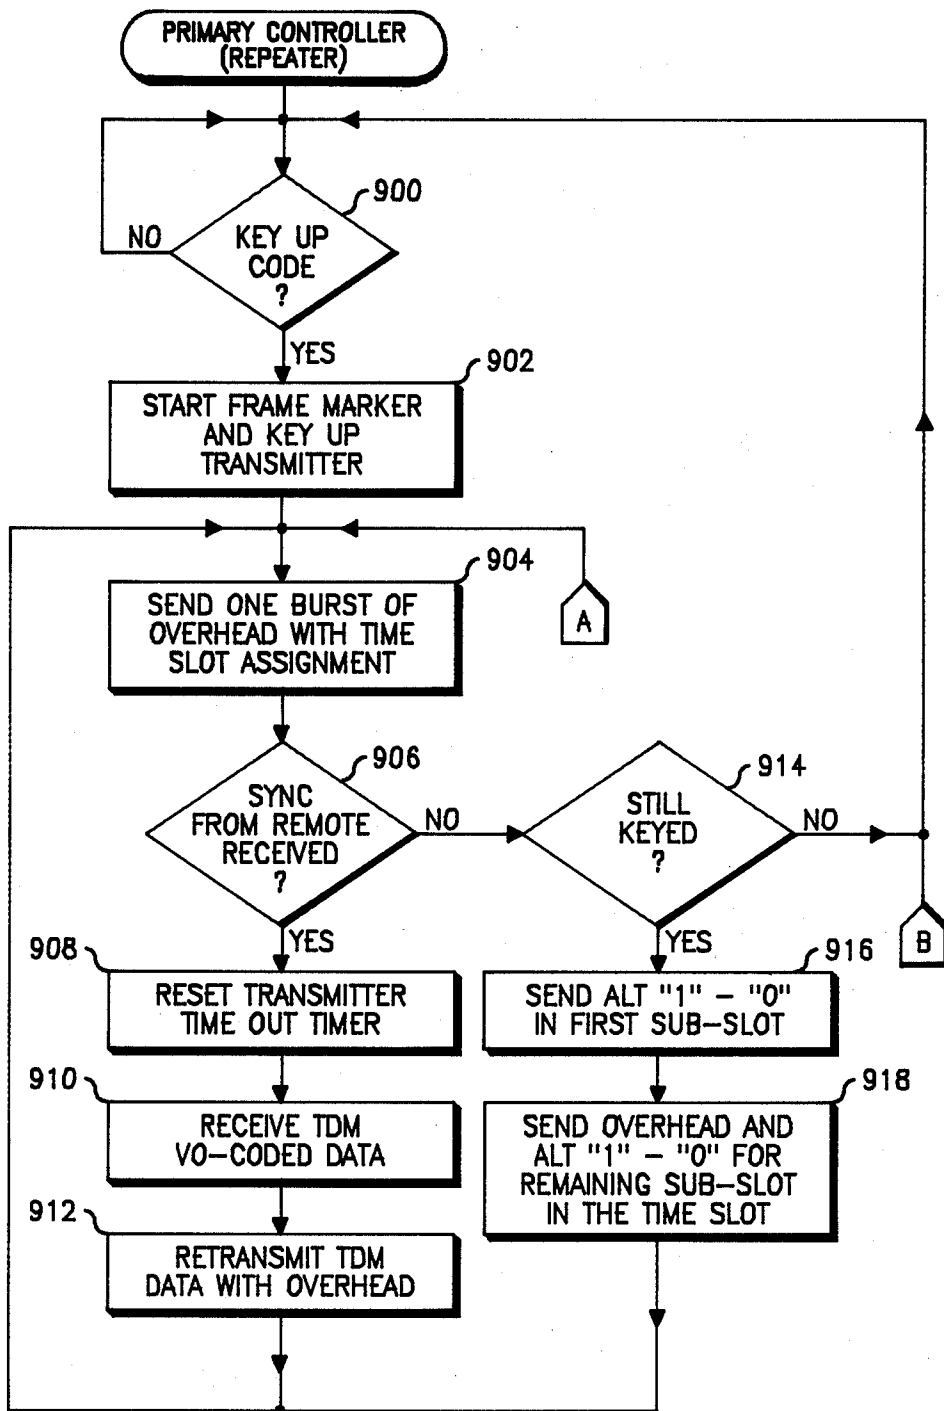 PRIMARY CONTROLLER
(REPEATER)
900
KEY UP
CODE
?
NO
YES
902
START FRAME MARKER
AND KEY UP
TRANSMITTER
904
SEND ONE BURST OF
OVERHEAD WITH TIME
SLOT ASSIGNMENT
A
906
SYNC
FROM REMOTE
RECEIVED
?
NO
YES
914
STILL
KEYED
?
NO
YES
B
908
RESET TRANSMITTER
TIME OUT TIMER
916
SEND ALT "1" - "0"
IN FIRST SUB-SLOT
910
RECEIVE TDM
VO-CODED DATA
918
SEND OVERHEAD AND
ALT "1" - "0" FOR
REMAINING SUB-SLOT
IN THE TIME SLOT
912
RETRANSMIT TDM
DATA WITH OVERHEAD